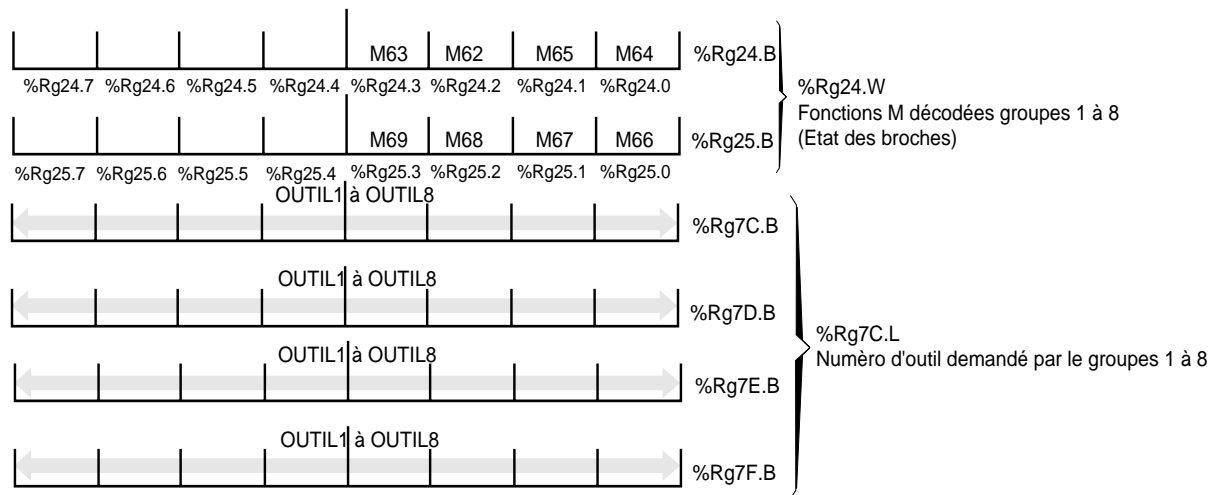 M63 M62 M65 M64 %Rg24.B
%Rg24.7 %Rg24.6 %Rg24.5 %Rg24.4 %Rg24.3 %Rg24.2 %Rg24.1 %Rg24.0
%Rg24.W
Fonctions M décodées groupes 1 à 8
(Etat des broches)
M69 M68 M67 M66 %Rg25.B
%Rg25.7 %Rg25.6 %Rg25.5 %Rg25.4 %Rg25.3 %Rg25.2 %Rg25.1 %Rg25.0
OUTIL1 à OUTIL8
%Rg7C.B
OUTIL1 à OUTIL8
%Rg7D.B
%Rg7C.L
Numèro d'outil demandé par le groupes 1 à 8
OUTIL1 à OUTIL8
%Rg7E.B
OUTIL1 à OUTIL8
%Rg7F.B